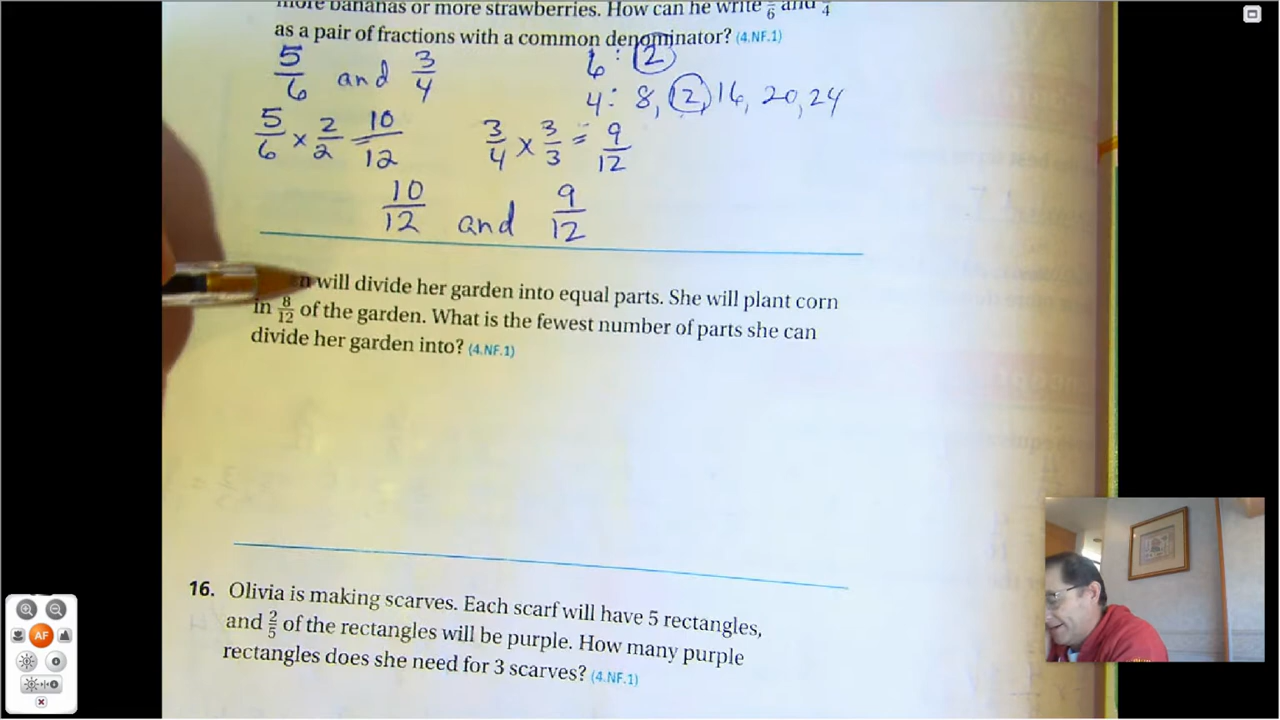 more bananas or more strawberries. How can he write /6 and /4
as a pair of fractions with a common denominator? (4.NF.1)
5/6 and 3/4
6: 12
4: 8, 12, 16, 20, 24
5/6 × 2/2 = 10/12 3/4 × 3/3 = 9/12
10/12 and 9/12
will divide her garden into equal parts. She will plant corn
in 8/12 of the garden. What is the fewest number of parts she can
divide her garden into? (4.NF.1)
16. Olivia is making scarves. Each scarf will have 5 rectangles,
and 2/5 of the rectangles will be purple. How many purple
rectangles does she need for 3 scarves? (4.NF.1)
AF